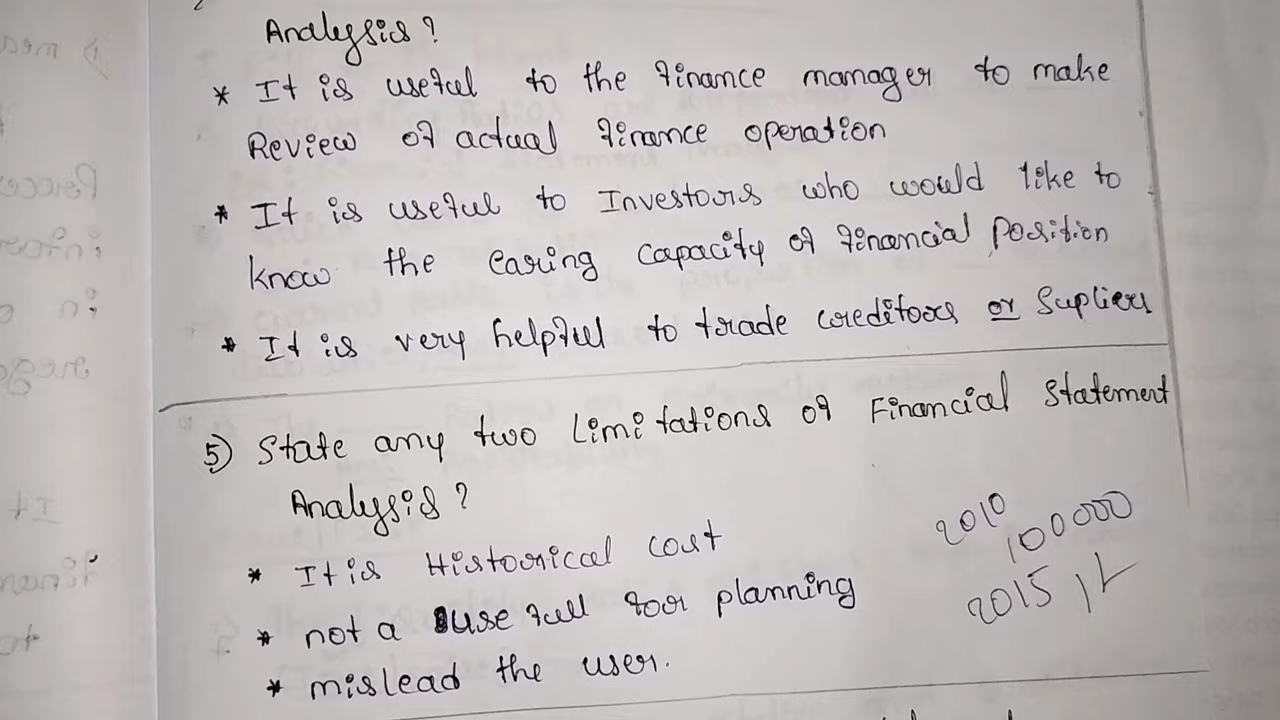 Analysis?
* It is useful to the finance manager to make
Review of actual finance operation
* It is useful to Investors who would like to
know the earing capacity of financial position
* It is very helpful to trade creditors or Supliers
5) State any two Limitations of Financial Statement
Analysis?
* It is Historical cost
2010
100000
* not a usefull for planning
2015 1L
* mislead the user.